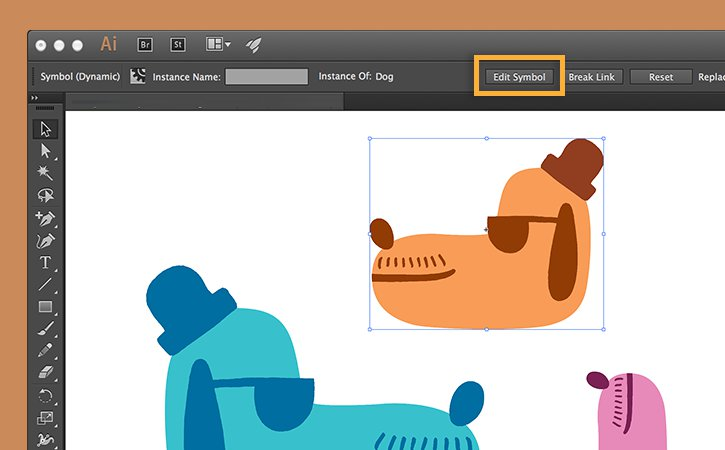 Ai Br St
Symbol (Dynamic) Instance Name: Instance Of: Dog Edit Symbol Break Link Reset Replac
T